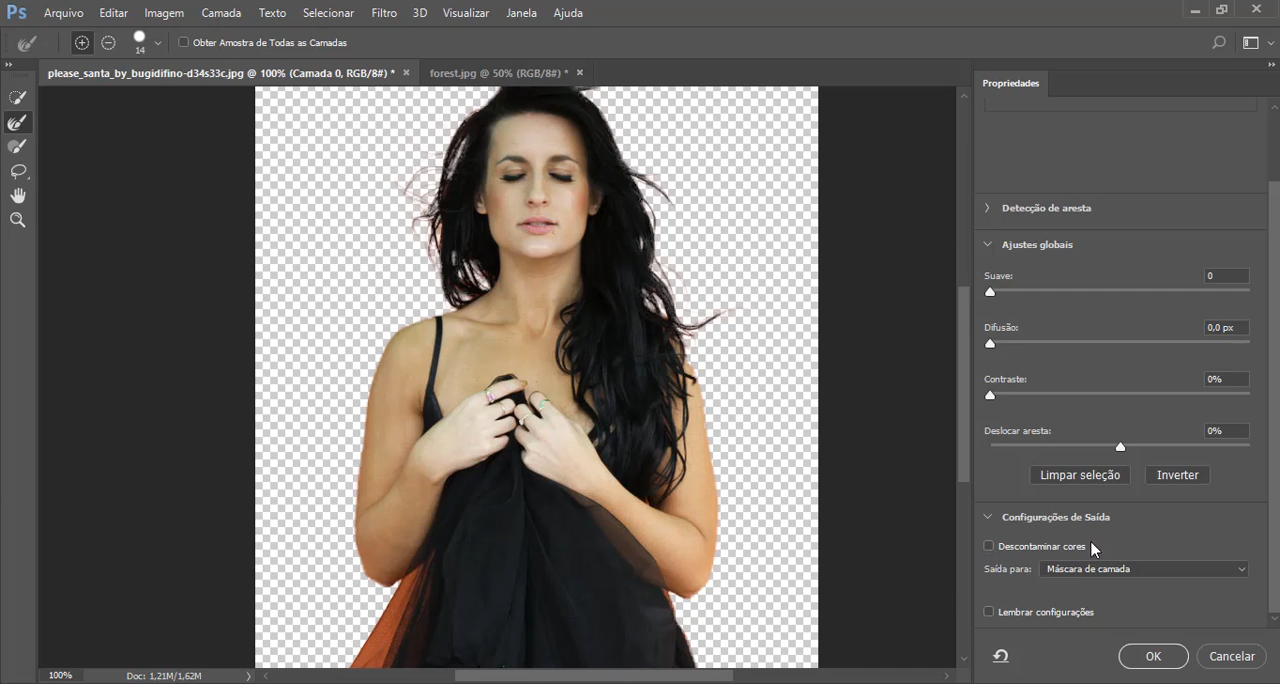 Ps Arquivo Editar Imagem Camada Texto Selecionar Filtro 3D Visualizar Janela Ajuda
14 Obter Amostra de Todas as Camadas
please_santa_by_bugidifino-d34s33c.jpg @ 100% (Camada 0, RGB/8#) * × forest.jpg @ 50% (RGB/8#) * ×
Propriedades
Detecção de aresta
Ajustes globais
Suave: 0
Difusão: 0,0 px
Contraste: 0%
Deslocar aresta: 0%
Limpar seleção Inverter
Configurações de Saída
Descontaminar cores
Saída para: Máscara de camada
Lembrar configurações
OK Cancelar
100% Doc: 1,21M/1,62M